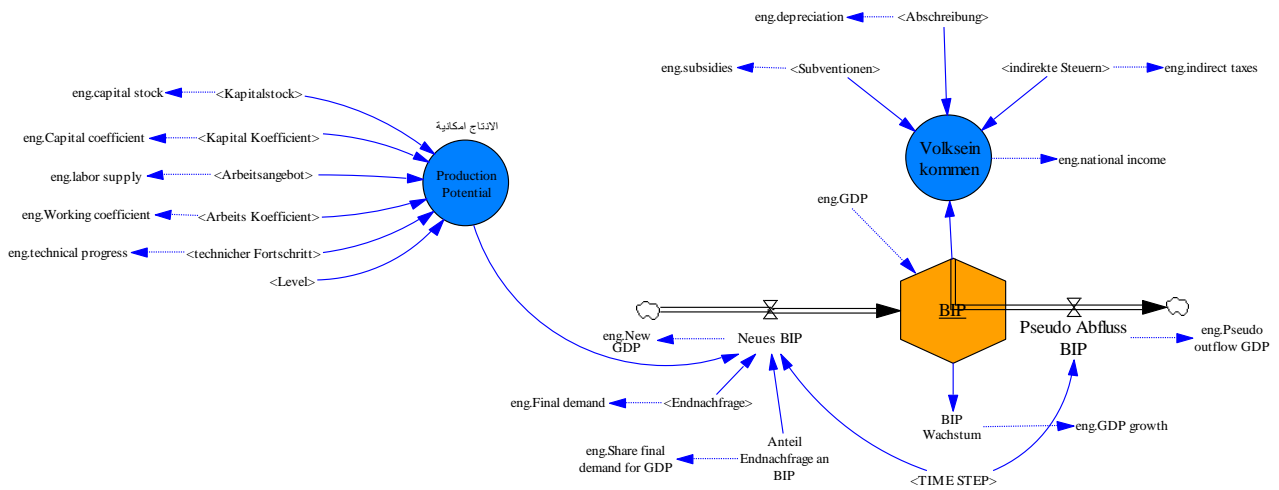 eng.depreciation
<Abschreibung>
eng.subsidies
<Subventionen>
<indirekte Steuern>
eng.indirect taxes
eng.capital stock
<Kapitalstock>
الانتاج امكانية
eng.Capital coefficient
<Kapital Koefficient>
Volksein
kommen
eng.national income
eng.labor supply
<Arbeitsangebot>
Production
Potential
eng.GDP
eng.Working coefficient
<Arbeits Koefficient>
eng.technical progress
<technicher Fortschritt>
<Level>
BIP
Pseudo Abfluss
BIP
eng.Pseudo
outflow GDP
eng.New
GDP
Neues BIP
eng.Final demand
<Endnachfrage>
BIP
Wachstum
eng.GDP growth
eng.Share final
demand for GDP
Anteil
Endnachfrage an
BIP
<TIME STEP>